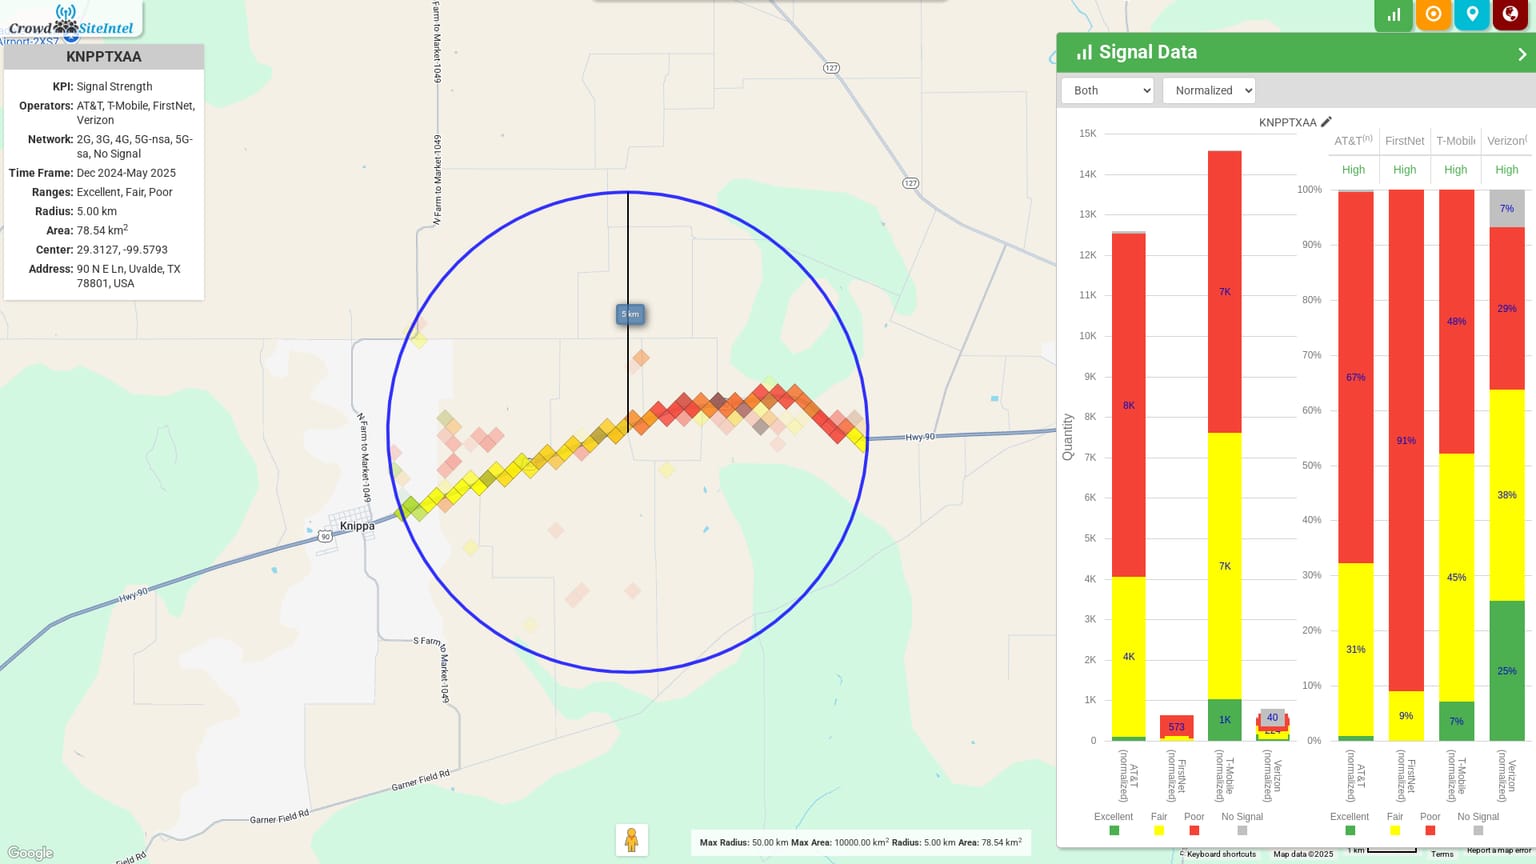 Crowd SiteIntel
Airport-2XS7
KNPPTXAA
KPI: Signal Strength
Operators: AT&T, T-Mobile, FirstNet,
Verizon
Network: 2G, 3G, 4G, 5G-nsa, 5G-
sa, No Signal
Time Frame: Dec 2024-May 2025
Ranges: Excellent, Fair, Poor
Radius: 5.00 km
Area: 78.54 km²
Center: 29.3127, -99.5793
Address: 90 N E Ln, Uvalde, TX
78801, USA
N Farm to Market 1049
N Farm to Market 1049
N Farm to Market 1049
127
127
5 km
Hwy 90
Knippa
90
Hwy 90
S Farm to Market 1049
Garner Field Rd
Garner Field Rd
Field Rd
Google
Max Radius: 50.00 km Max Area: 10000.00 km² Radius: 5.00 km Area: 78.54 km²
Signal Data
Both
Normalized
KNPPTXAA
Quantity
15K
14K
13K
12K
11K
10K
9K
8K
7K
6K
5K
4K
3K
2K
1K
0
8K
4K
573
7K
7K
1K
40
224
AT&T (normalized)
FirstNet (normalized)
T-Mobile (normalized)
Verizon (normalized)
Excellent
Fair
Poor
No Signal
AT&T(n)
FirstNet
T-Mobile
Verizon(
High
High
High
High
100%
90%
80%
70%
60%
50%
40%
30%
20%
10%
0%
67%
31%
91%
9%
48%
45%
7%
7%
29%
38%
25%
AT&T (normalized)
FirstNet (normalized)
T-Mobile (normalized)
Verizon (normalized)
Excellent
Fair
Poor
No Signal
Keyboard shortcuts
Map data ©2025
1 km
Terms
Report a map error